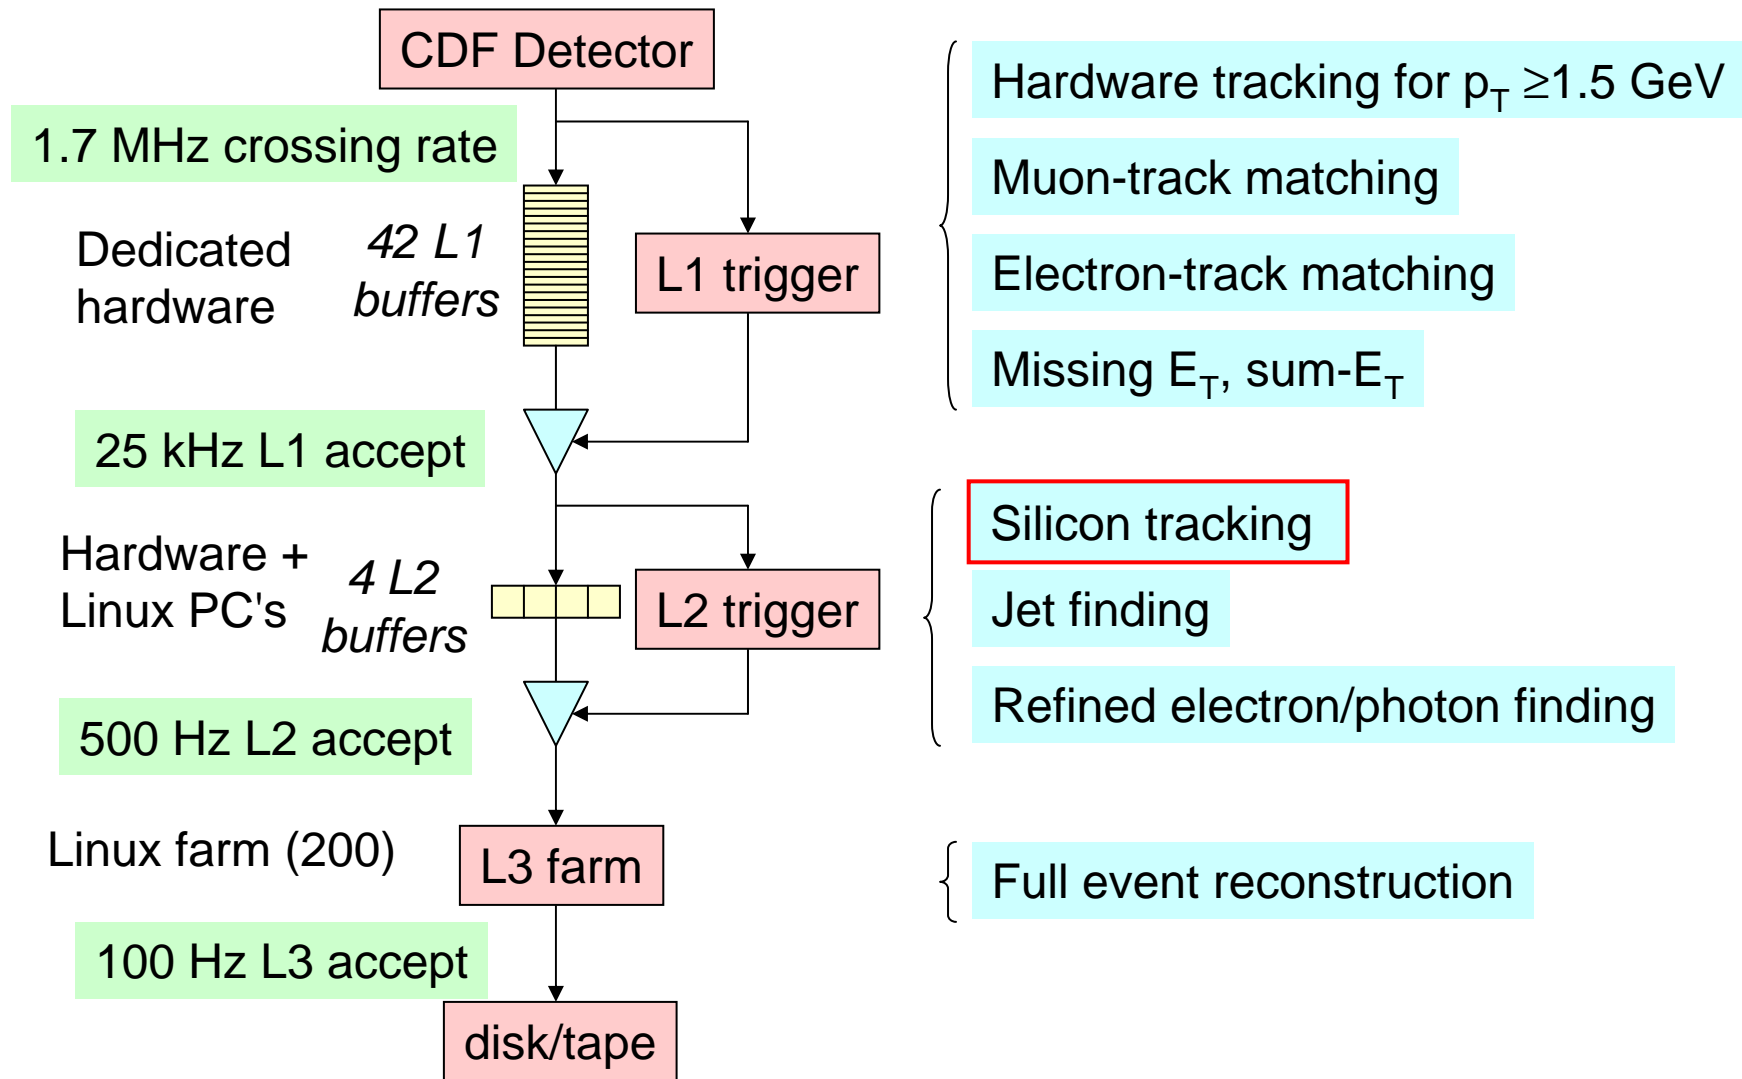 CDF Detector
1.7 MHz crossing rate
Dedicated
hardware
42 L1
buffers
L1 trigger
Hardware tracking for pT ≥1.5 GeV
Muon-track matching
Electron-track matching
Missing ET, sum-ET
25 kHz L1 accept
Hardware +
Linux PC's
4 L2
buffers
L2 trigger
Silicon tracking
Jet finding
Refined electron/photon finding
500 Hz L2 accept
Linux farm (200)
L3 farm
Full event reconstruction
100 Hz L3 accept
disk/tape